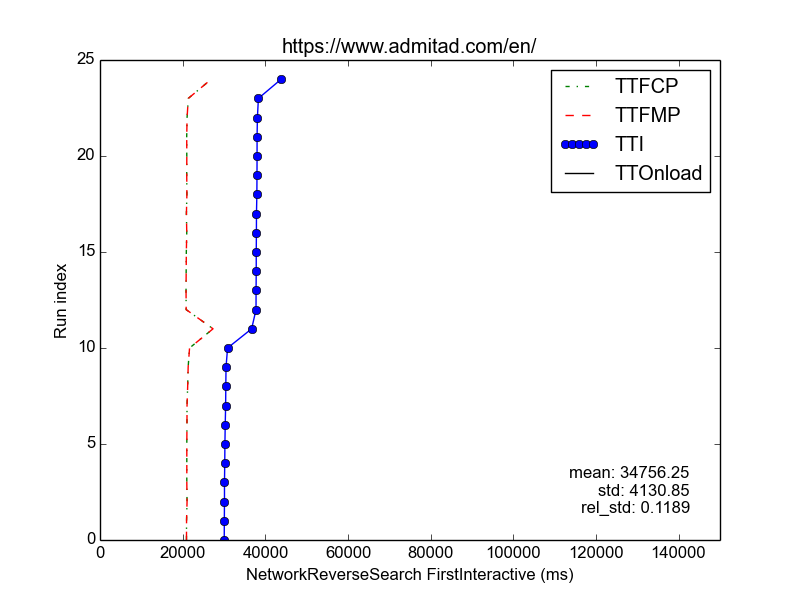 https://www.admitad.com/en/
25
20
15
10
5
0
Run index
TTFCP
TTFMP
TTI
TTOnload
mean: 34756.25
std: 4130.85
rel_std: 0.1189
0 20000 40000 60000 80000 100000 120000 140000
NetworkReverseSearch FirstInteractive (ms)